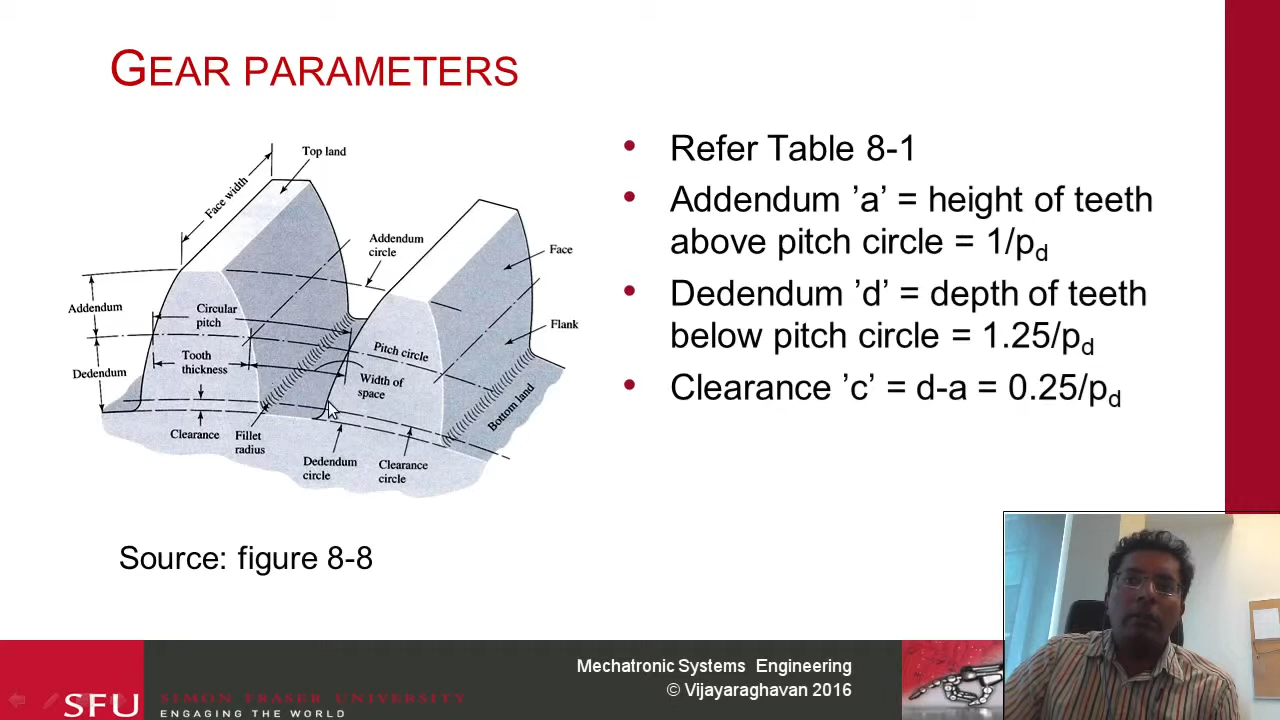 GEAR PARAMETERS
Top land
Face width
Addendum
circle
Face
Addendum
Circular
pitch
Flank
Pitch circle
Tooth
thickness
Dedendum
Width of
space
Bottom land
Clearance
Fillet
radius
Dedendum
circle
Clearance
circle
• Refer Table 8-1
• Addendum ’a’ = height of teeth
above pitch circle = 1/pd
• Dedendum ’d’ = depth of teeth
below pitch circle = 1.25/pd
• Clearance ’c’ = d-a = 0.25/pd
Source: figure 8-8
Mechatronic Systems Engineering
© Vijayaraghavan 2016
SFU
SIMON FRASER UNIVERSITY
ENGAGING THE WORLD